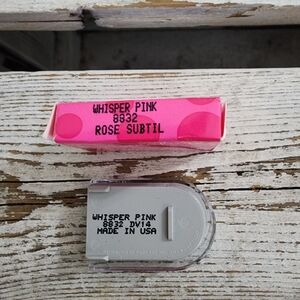 WHISPER PINK
8832
ROSE SUBTIL
WHISPER PINK
8832 DV14
MADE IN USA